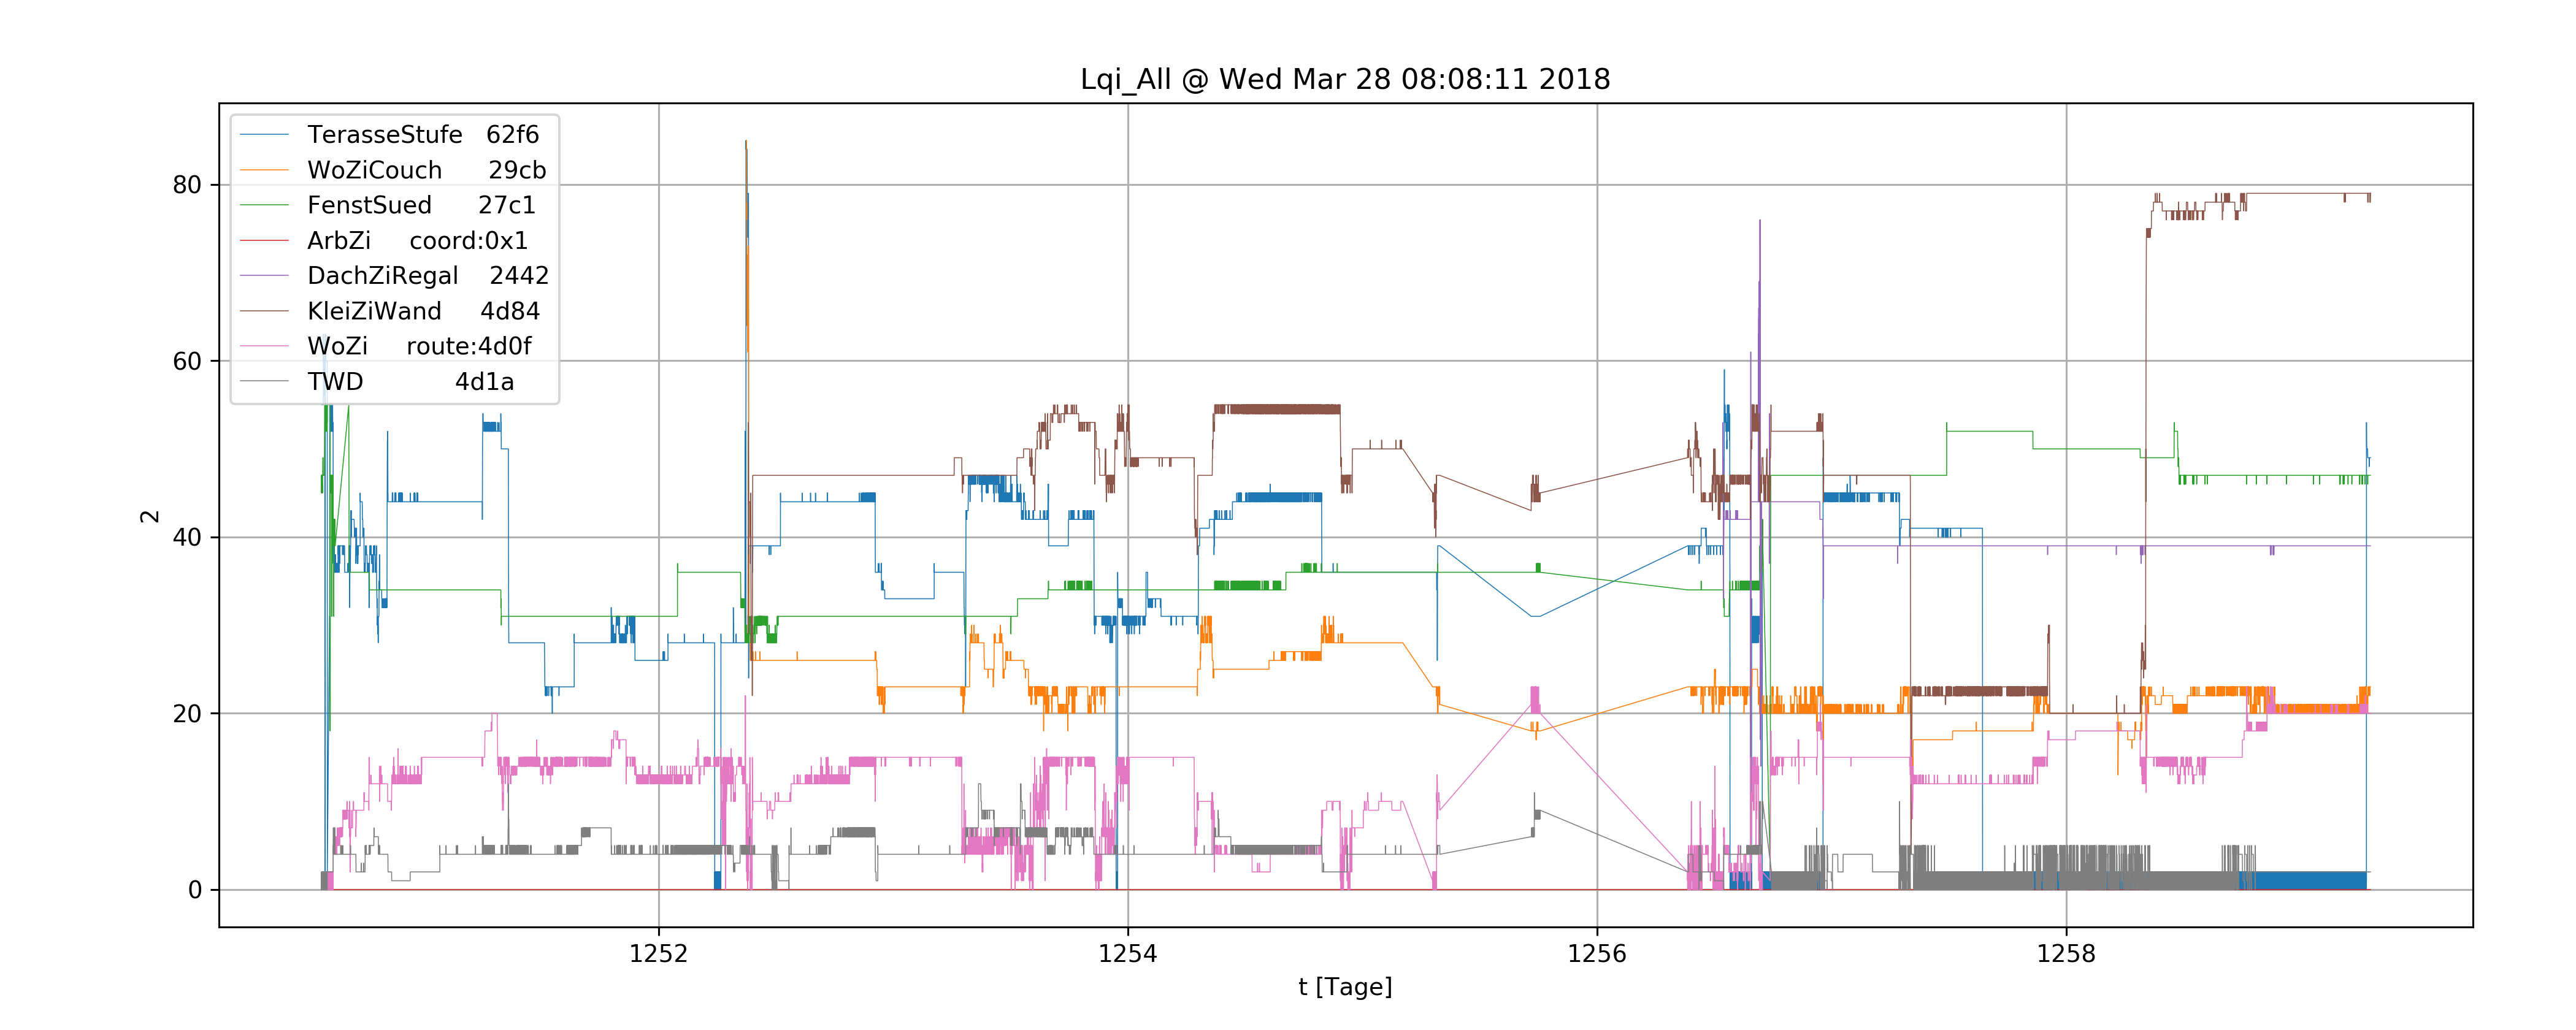 Lqi_All @ Wed Mar 28 08:08:11 2018
TerasseStufe 62f6
WoZiCouch 29cb
FenstSued 27c1
ArbZi coord:0x1
DachZiRegal 2442
KleiZiWand 4d84
WoZi route:4d0f
TWD 4d1a
80
60
40
20
0
2
1252 1254 1256 1258
t [Tage]